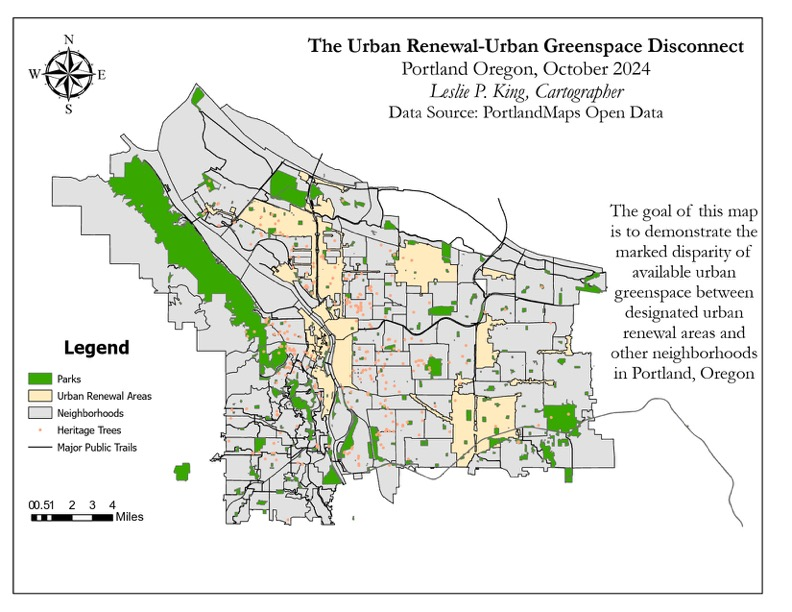 The Urban Renewal-Urban Greenspace Disconnect
Portland Oregon, October 2024
Leslie P. King, Cartographer
Data Source: PortlandMaps Open Data
N
W
E
S
The goal of this map
is to demonstrate the
marked disparity of
available urban
greenspace between
designated urban
renewal areas and
other neighborhoods
in Portland, Oregon
Legend
Parks
Urban Renewal Areas
Neighborhoods
Heritage Trees
Major Public Trails
00.51 2 3 4
Miles